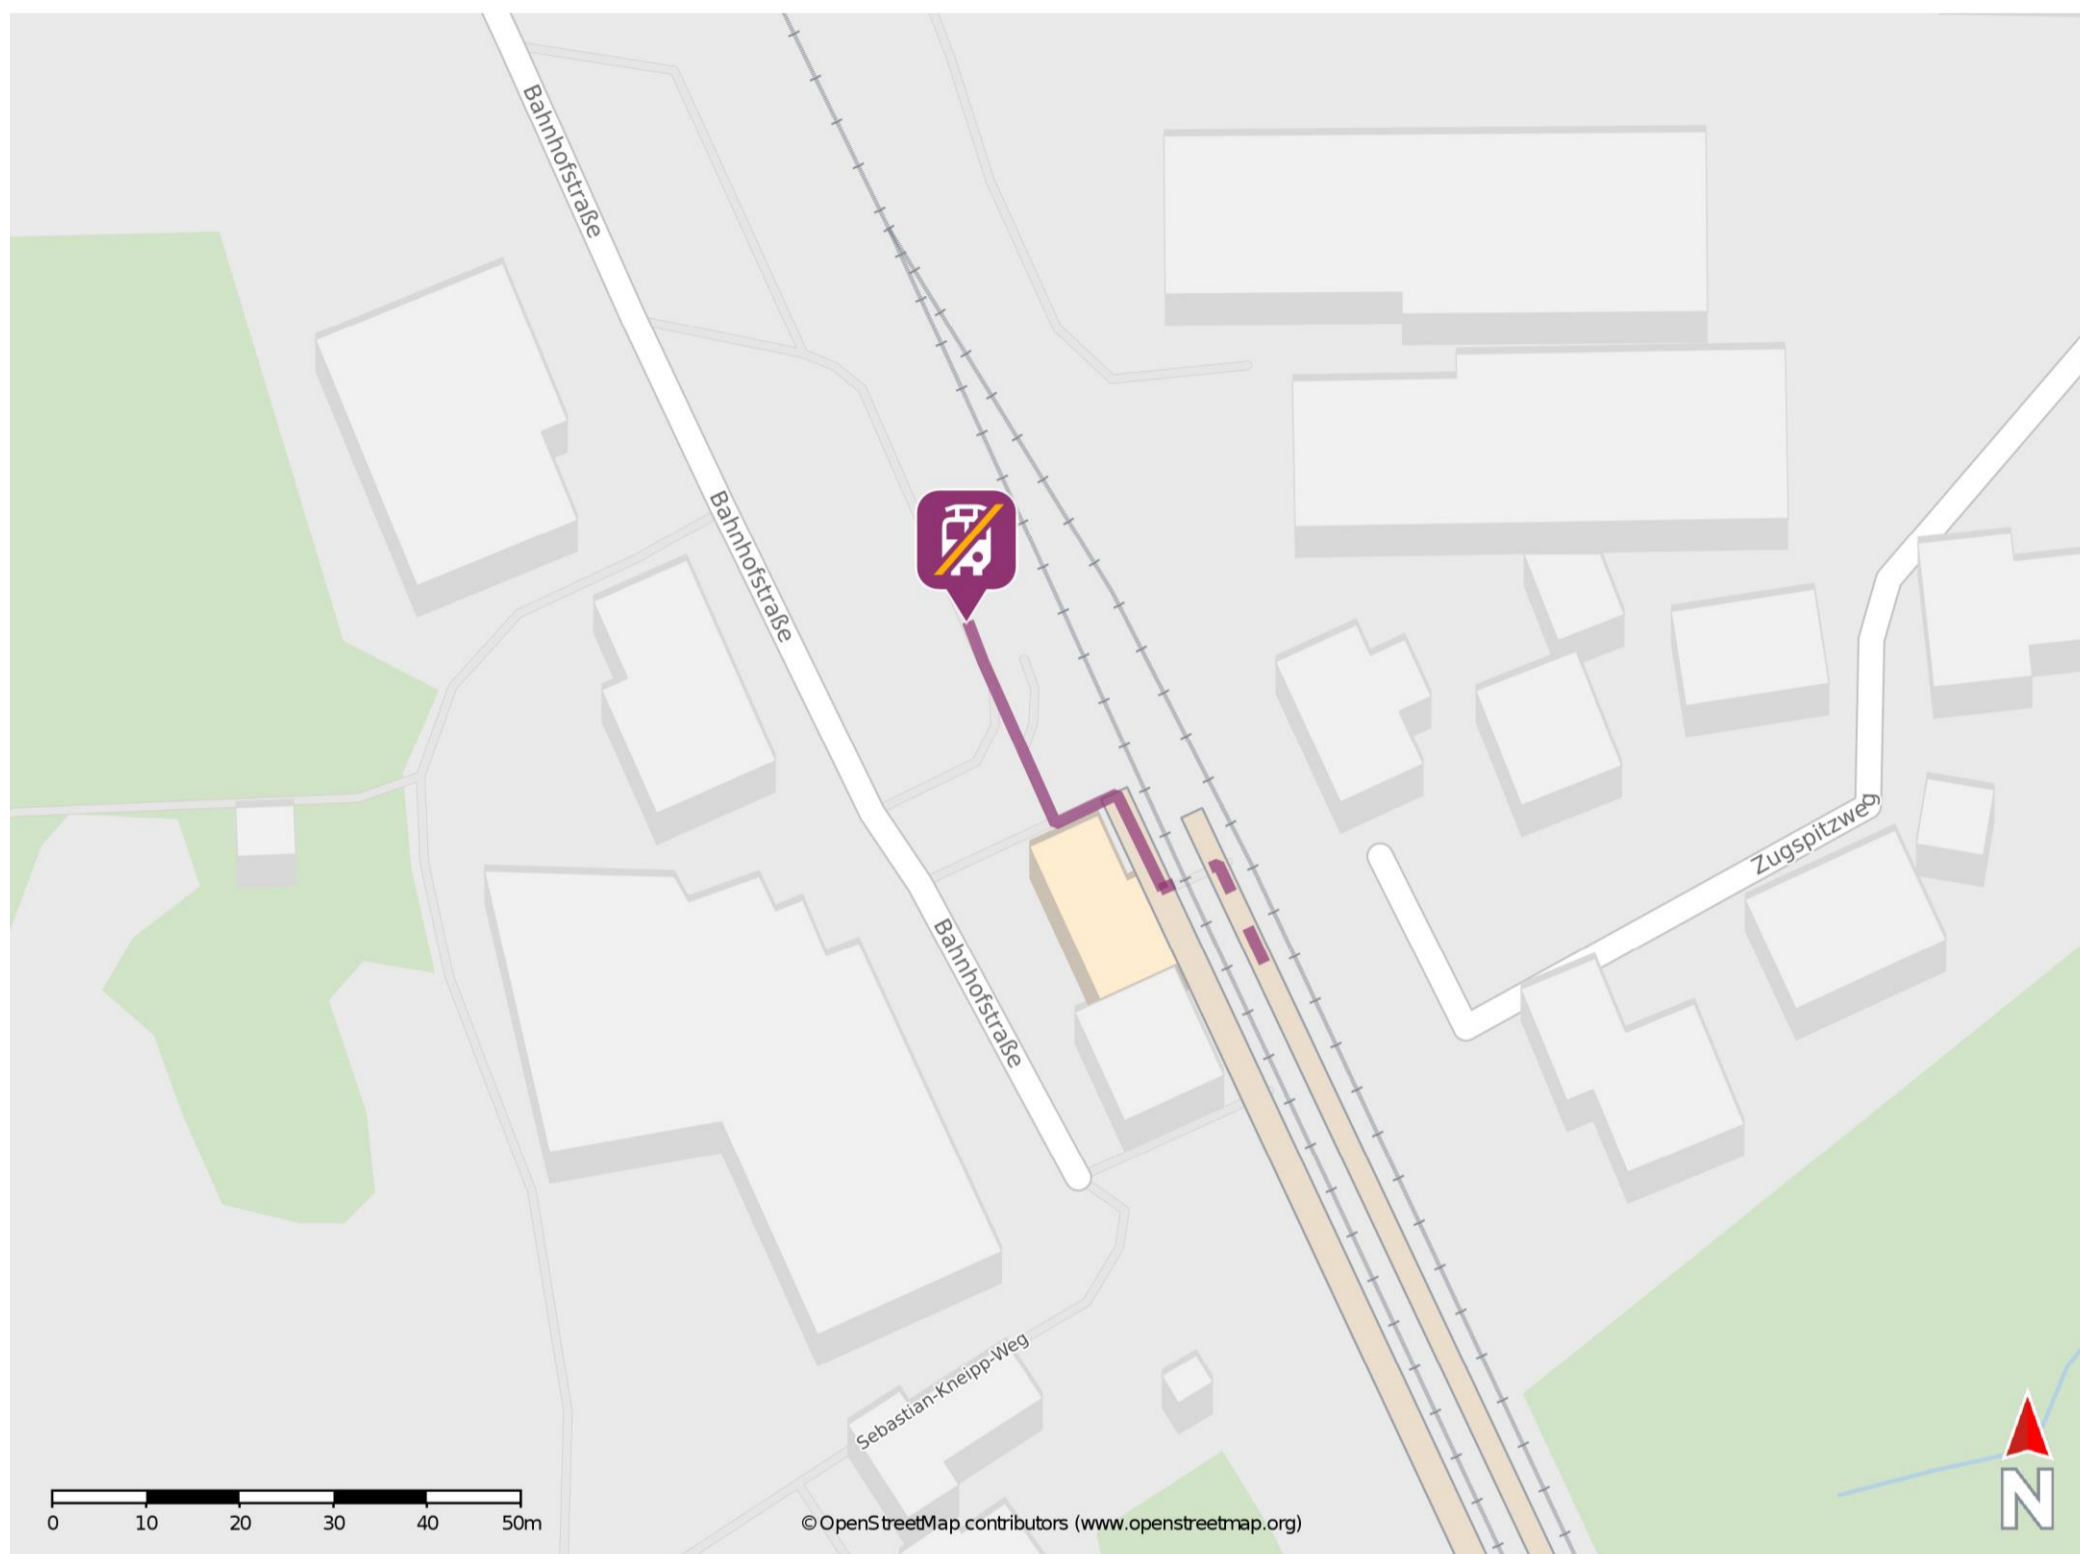 Bahnhofstraße
Bahnhofstraße
Zugspitzweg
Bahnhofstraße
Sebastian-Kneipp-Weg
0 10 20 30 40 50m
©OpenStreetMap contributors (www.openstreetmap.org)
N